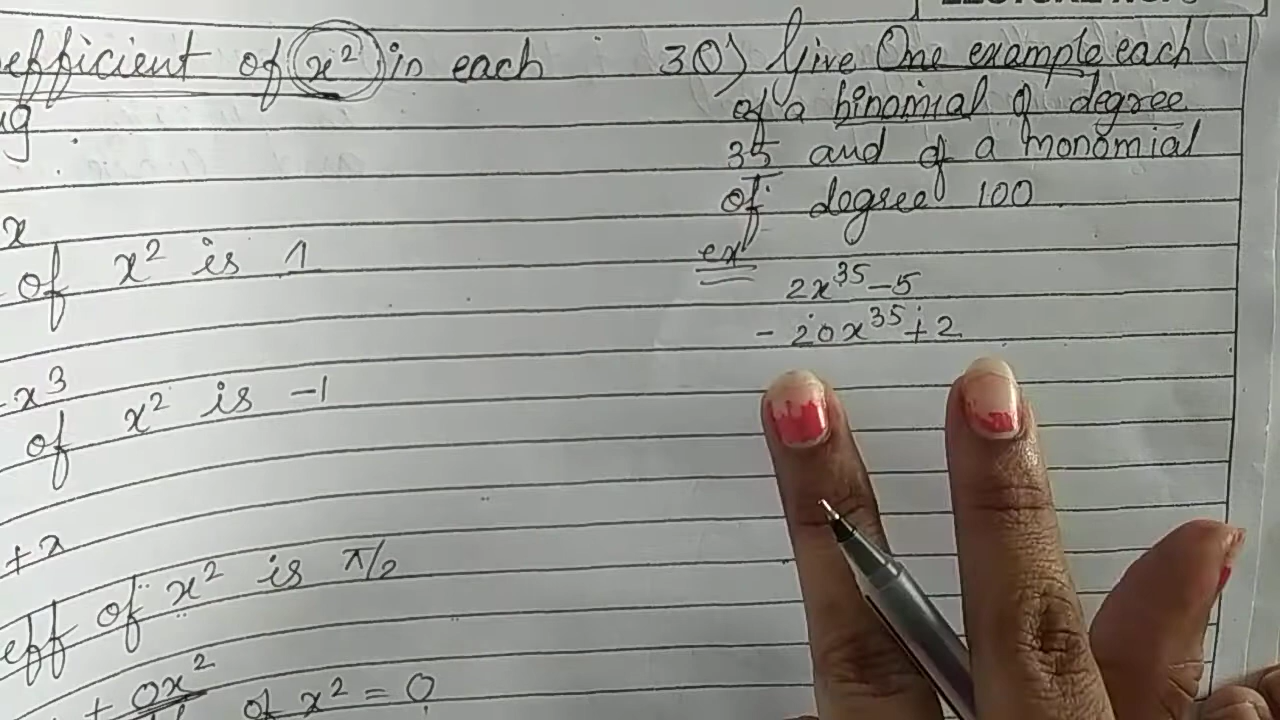 efficient of x² in each
of x² is 1
x³
of x² is -1
+x
eff of x² is π/2
+ 0x²
of x² = 0
3Q) Give One example each
of a binomial of degree
35 and of a monomial
of degree 100
ex
2x³⁵-5
- 20x³⁵+2